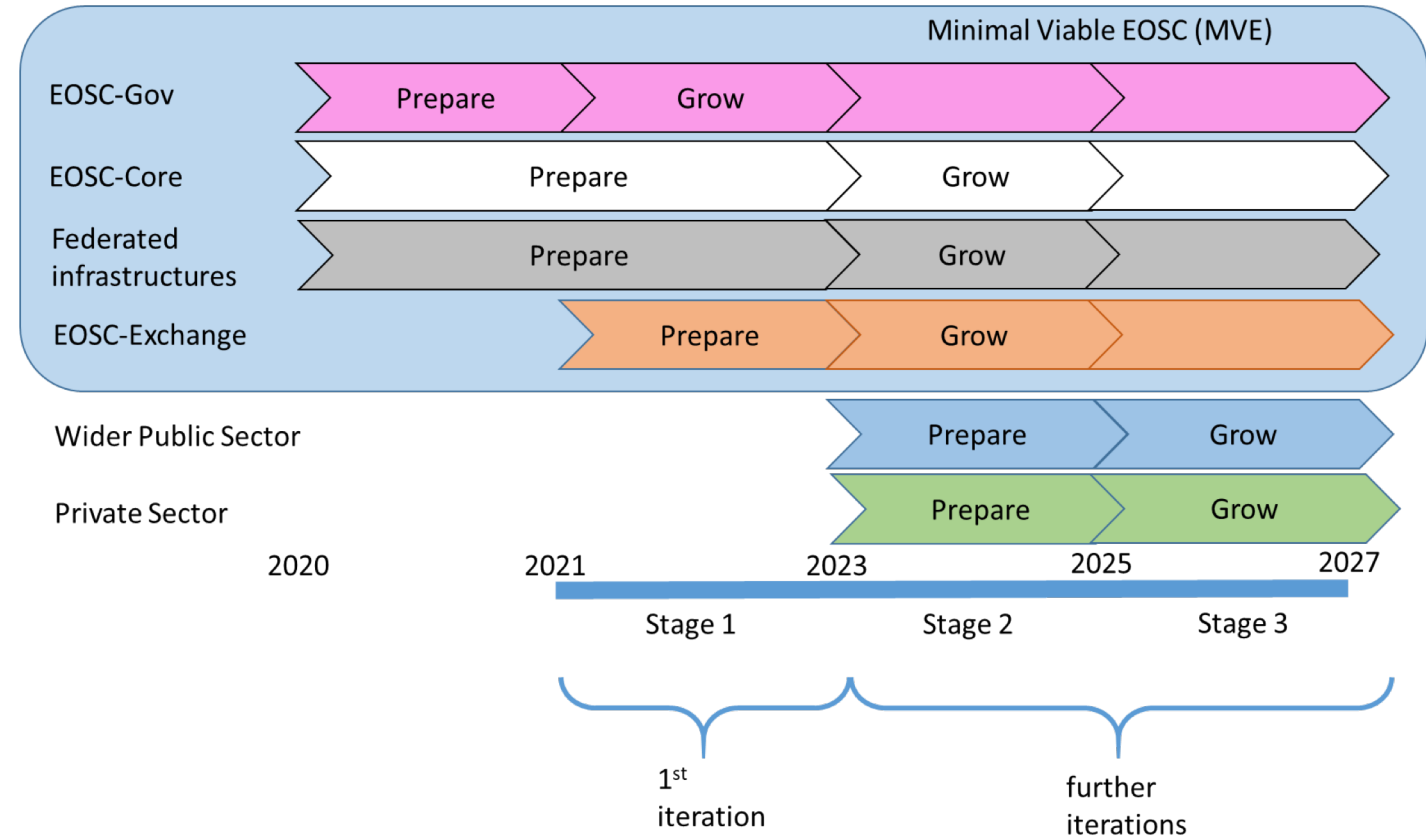 Minimal Viable EOSC (MVE)
EOSC-Gov
Prepare
Grow
EOSC-Core
Prepare
Grow
Federated
infrastructures
Prepare
Grow
EOSC-Exchange
Prepare
Grow
Wider Public Sector
Prepare
Grow
Private Sector
Prepare
Grow
2020
2021
2023
2025
2027
Stage 1
Stage 2
Stage 3
1st
iteration
further
iterations